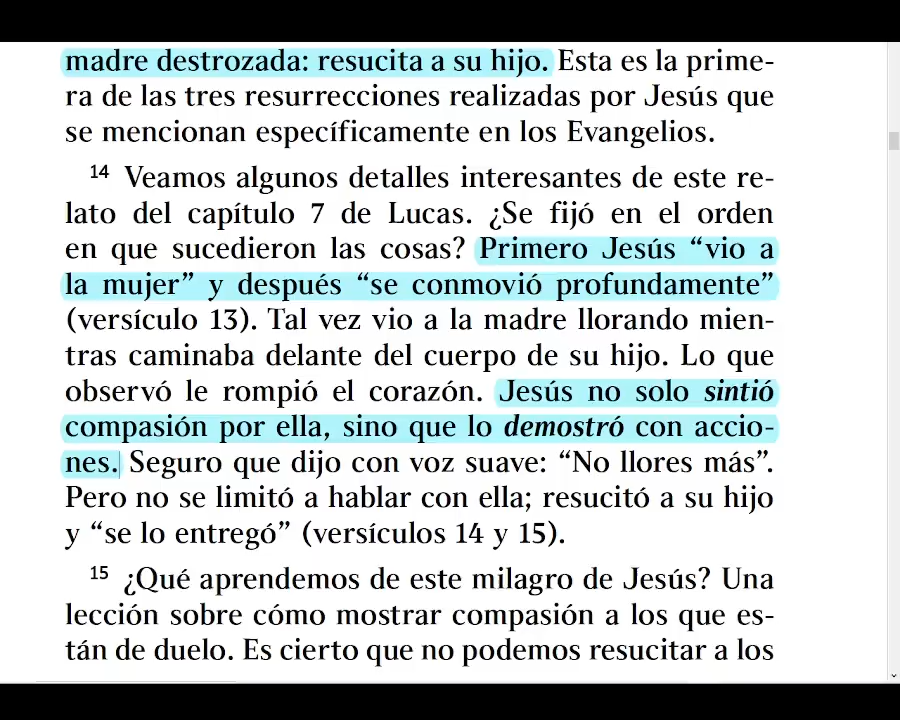 madre destrozada: resucita a su hijo. Esta es la prime-
ra de las tres resurrecciones realizadas por Jesús que
se mencionan específicamente en los Evangelios.
14 Veamos algunos detalles interesantes de este re-
lato del capítulo 7 de Lucas. ¿Se fijó en el orden
en que sucedieron las cosas? Primero Jesús “vio a
la mujer” y después “se conmovió profundamente”
(versículo 13). Tal vez vio a la madre llorando mien-
tras caminaba delante del cuerpo de su hijo. Lo que
observó le rompió el corazón. Jesús no solo sintió
compasión por ella, sino que lo demostró con accio-
nes. Seguro que dijo con voz suave: “No llores más”.
Pero no se limitó a hablar con ella; resucitó a su hijo
y “se lo entregó” (versículos 14 y 15).
15 ¿Qué aprendemos de este milagro de Jesús? Una
lección sobre cómo mostrar compasión a los que es-
tán de duelo. Es cierto que no podemos resucitar a los